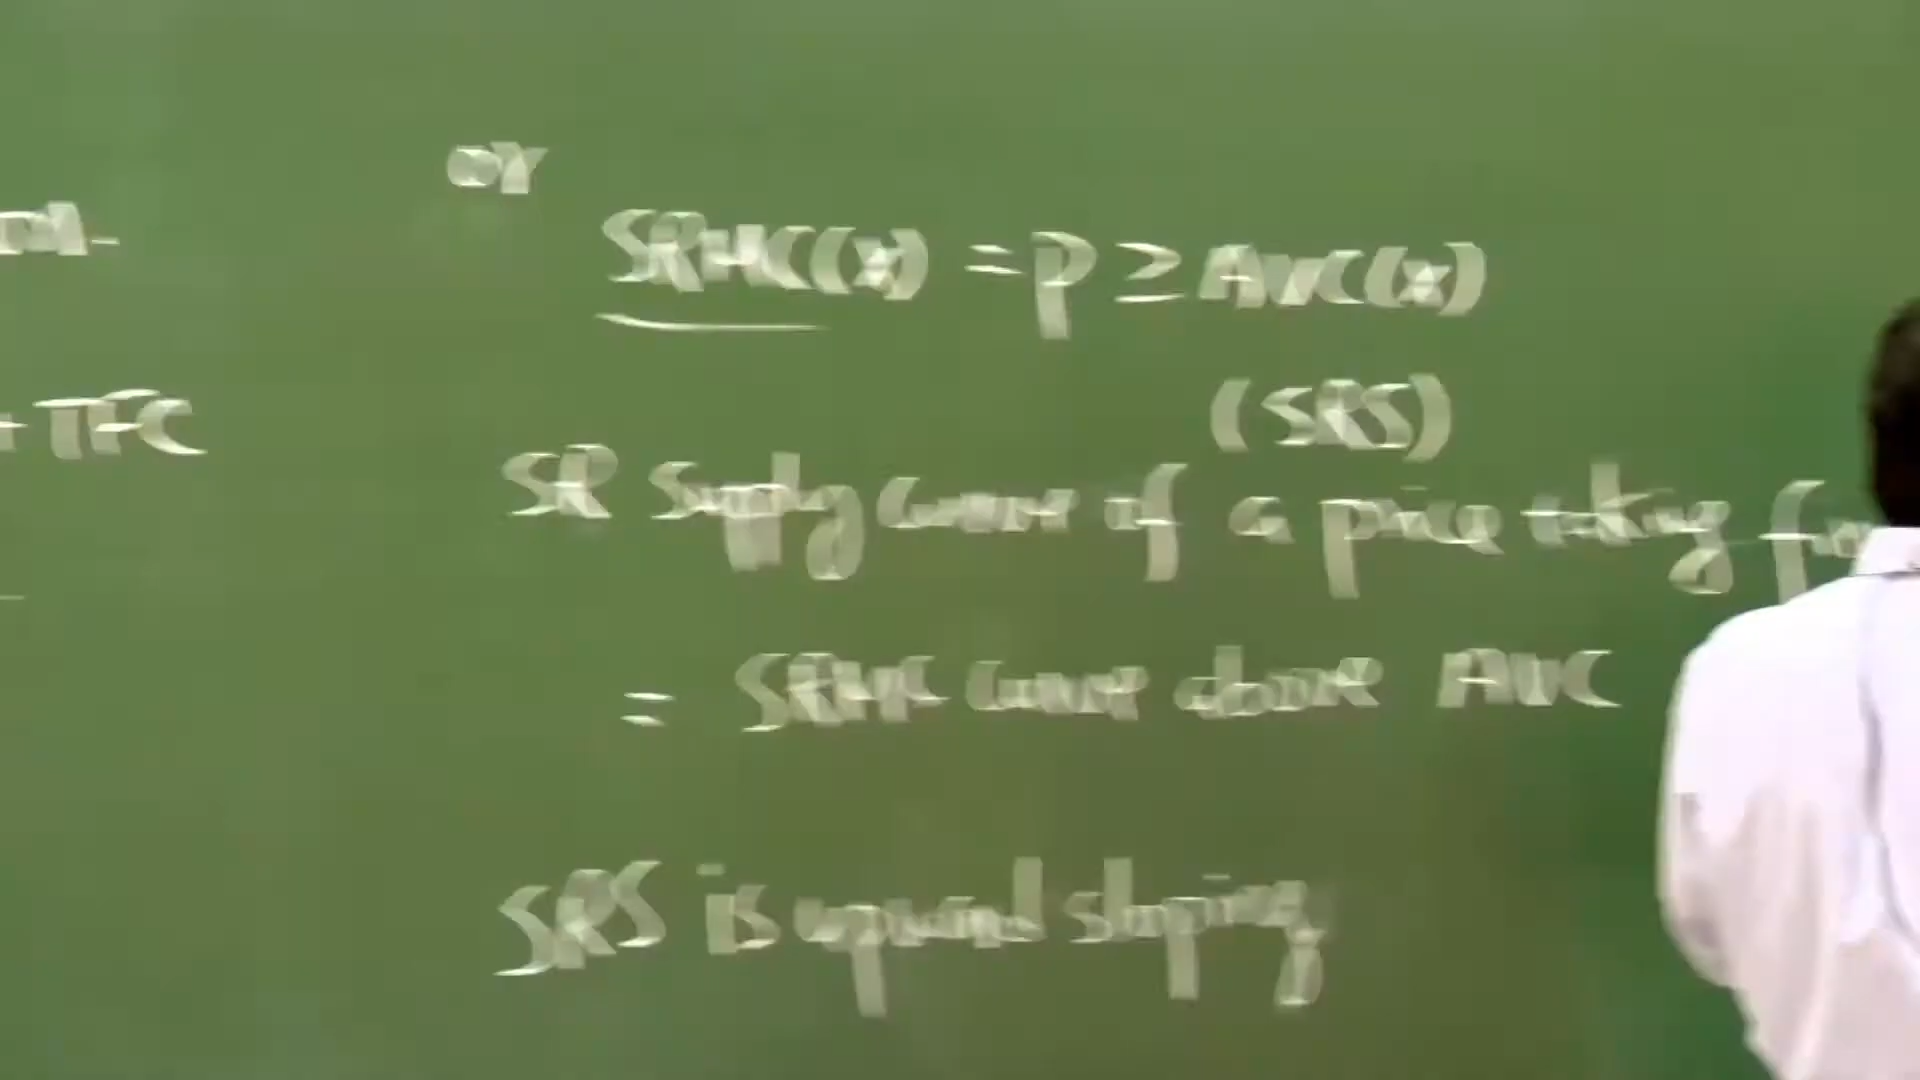 or
SRMC(x) = p ≥ AVC(x)
(SRS)
+ TFC
SR Supply Curve of a price taking
= SRMC Curve above AVC
SRS is upward sloping